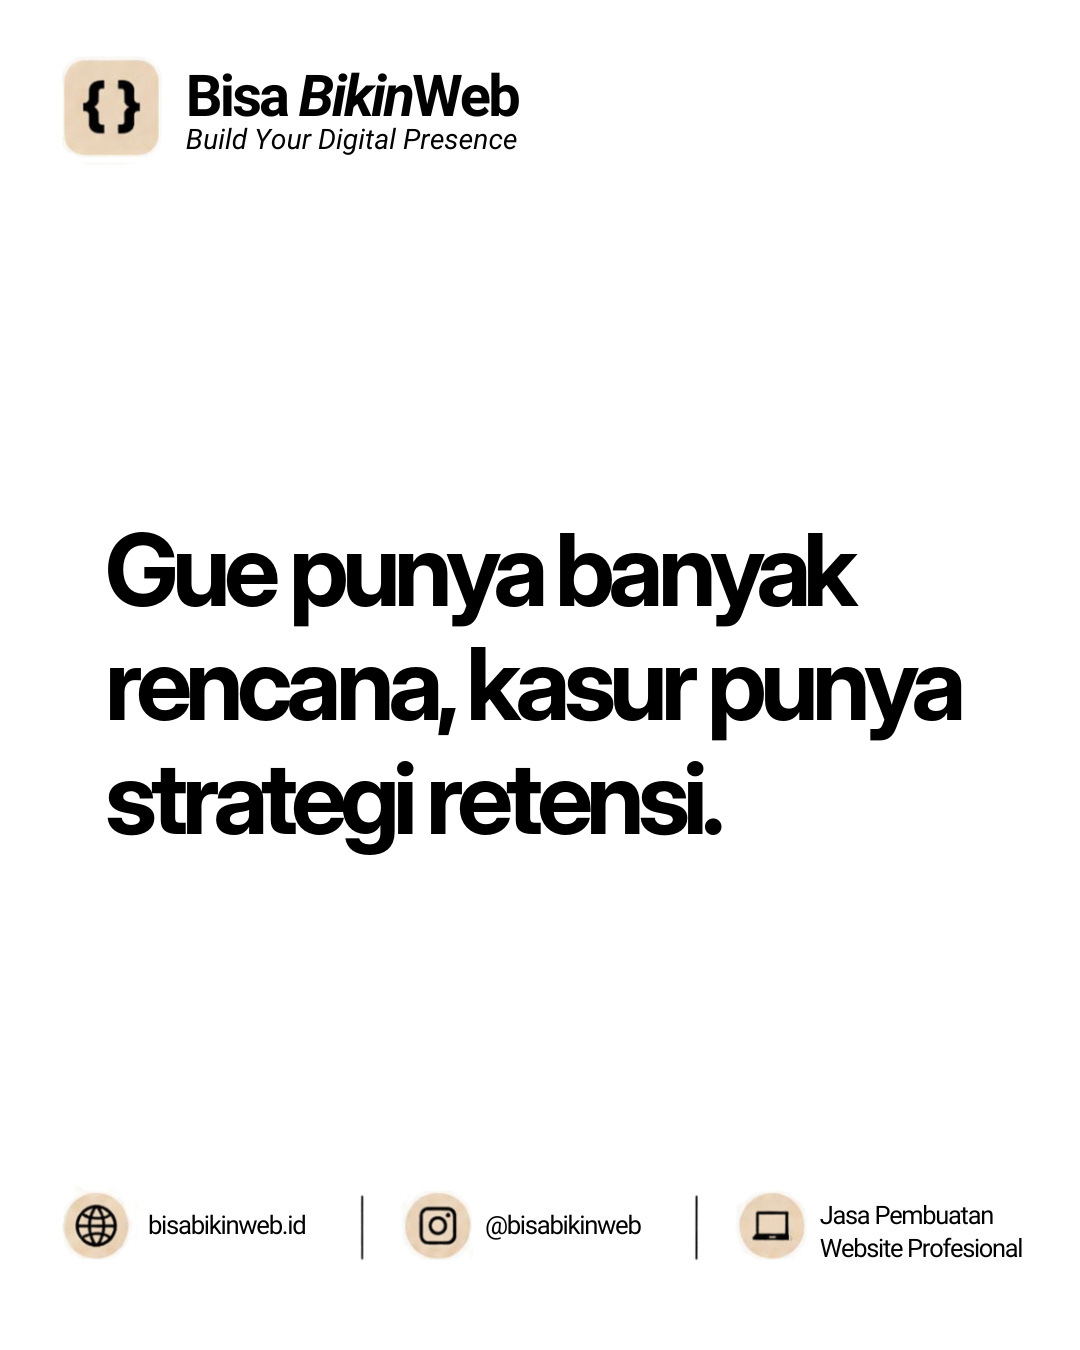 { }
Bisa BikinWeb
Build Your Digital Presence
Gue punya banyak
rencana, kasur punya
strategi retensi.
bisabikinweb.id
@bisabikinweb
Jasa Pembuatan
Website Profesional